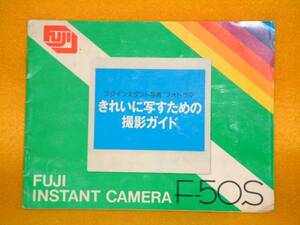 FUJI
フジインスタント写真 “フォトラマ”
きれいに写すための
撮影ガイド
FUJI
INSTANT CAMERA F-50S